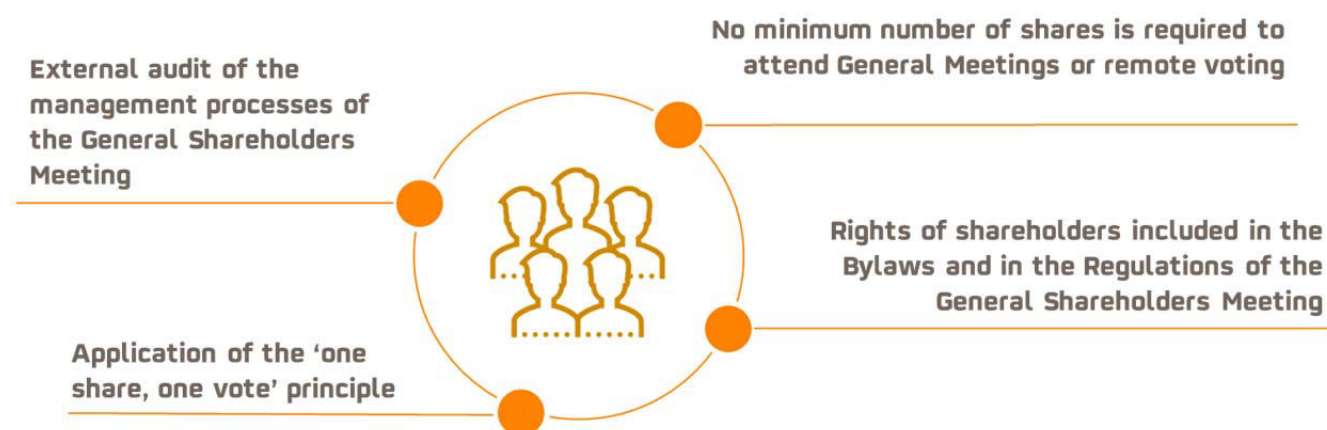 External audit of the
management processes of
the General Shareholders
Meeting
No minimum number of shares is required to
attend General Meetings or remote voting
Rights of shareholders included in the
Bylaws and in the Regulations of the
General Shareholders Meeting
Application of the ‘one
share, one vote’ principle